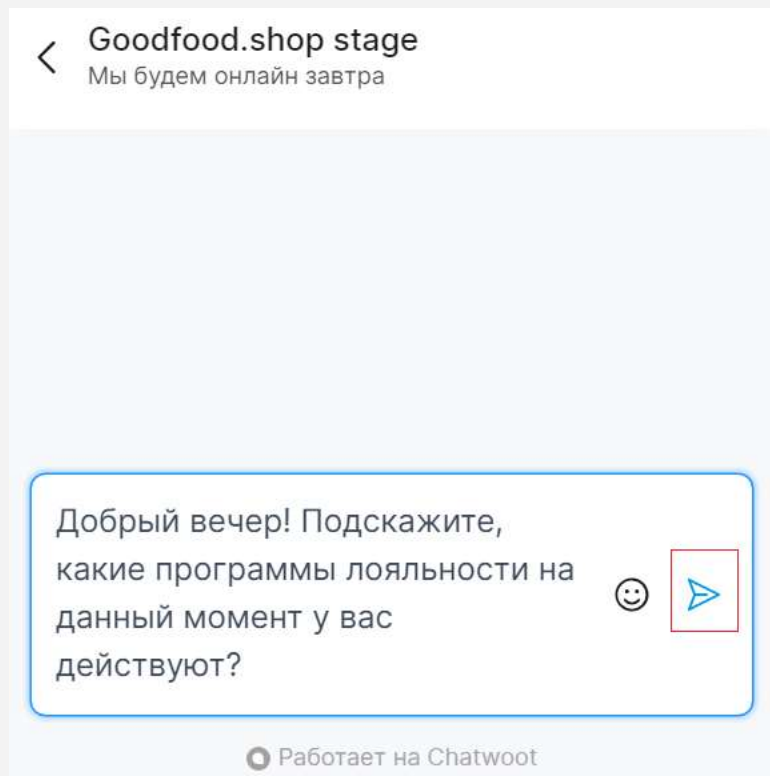 Goodfood.shop stage
Мы будем онлайн завтра
Добрый вечер! Подскажите,
какие программы лояльности на
данный момент у вас
действуют?
Работает на Chatwoot